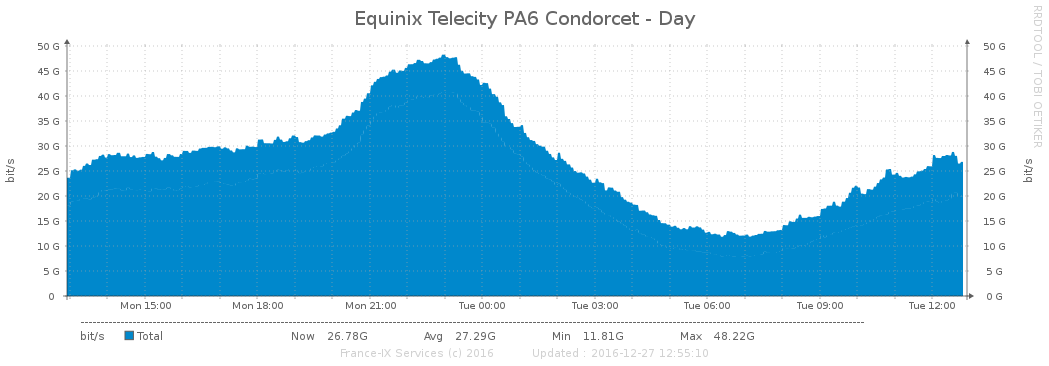 Equinix Telecity PA6 Condorcet - Day
RRDTOOL / TOBI OETIKER
bit/s
50 G 50 G
45 G 45 G
40 G 40 G
35 G 35 G
30 G 30 G
25 G 25 G
20 G 20 G
15 G 15 G
10 G 10 G
5 G 5 G
0 0 G
bit/s
Mon 15:00 Mon 18:00 Mon 21:00 Tue 00:00 Tue 03:00 Tue 06:00 Tue 09:00 Tue 12:00
bit/s Total Now 26.78G Avg 27.29G Min 11.81G Max 48.22G
France-IX Services (c) 2016 Updated : 2016-12-27 12:55:10